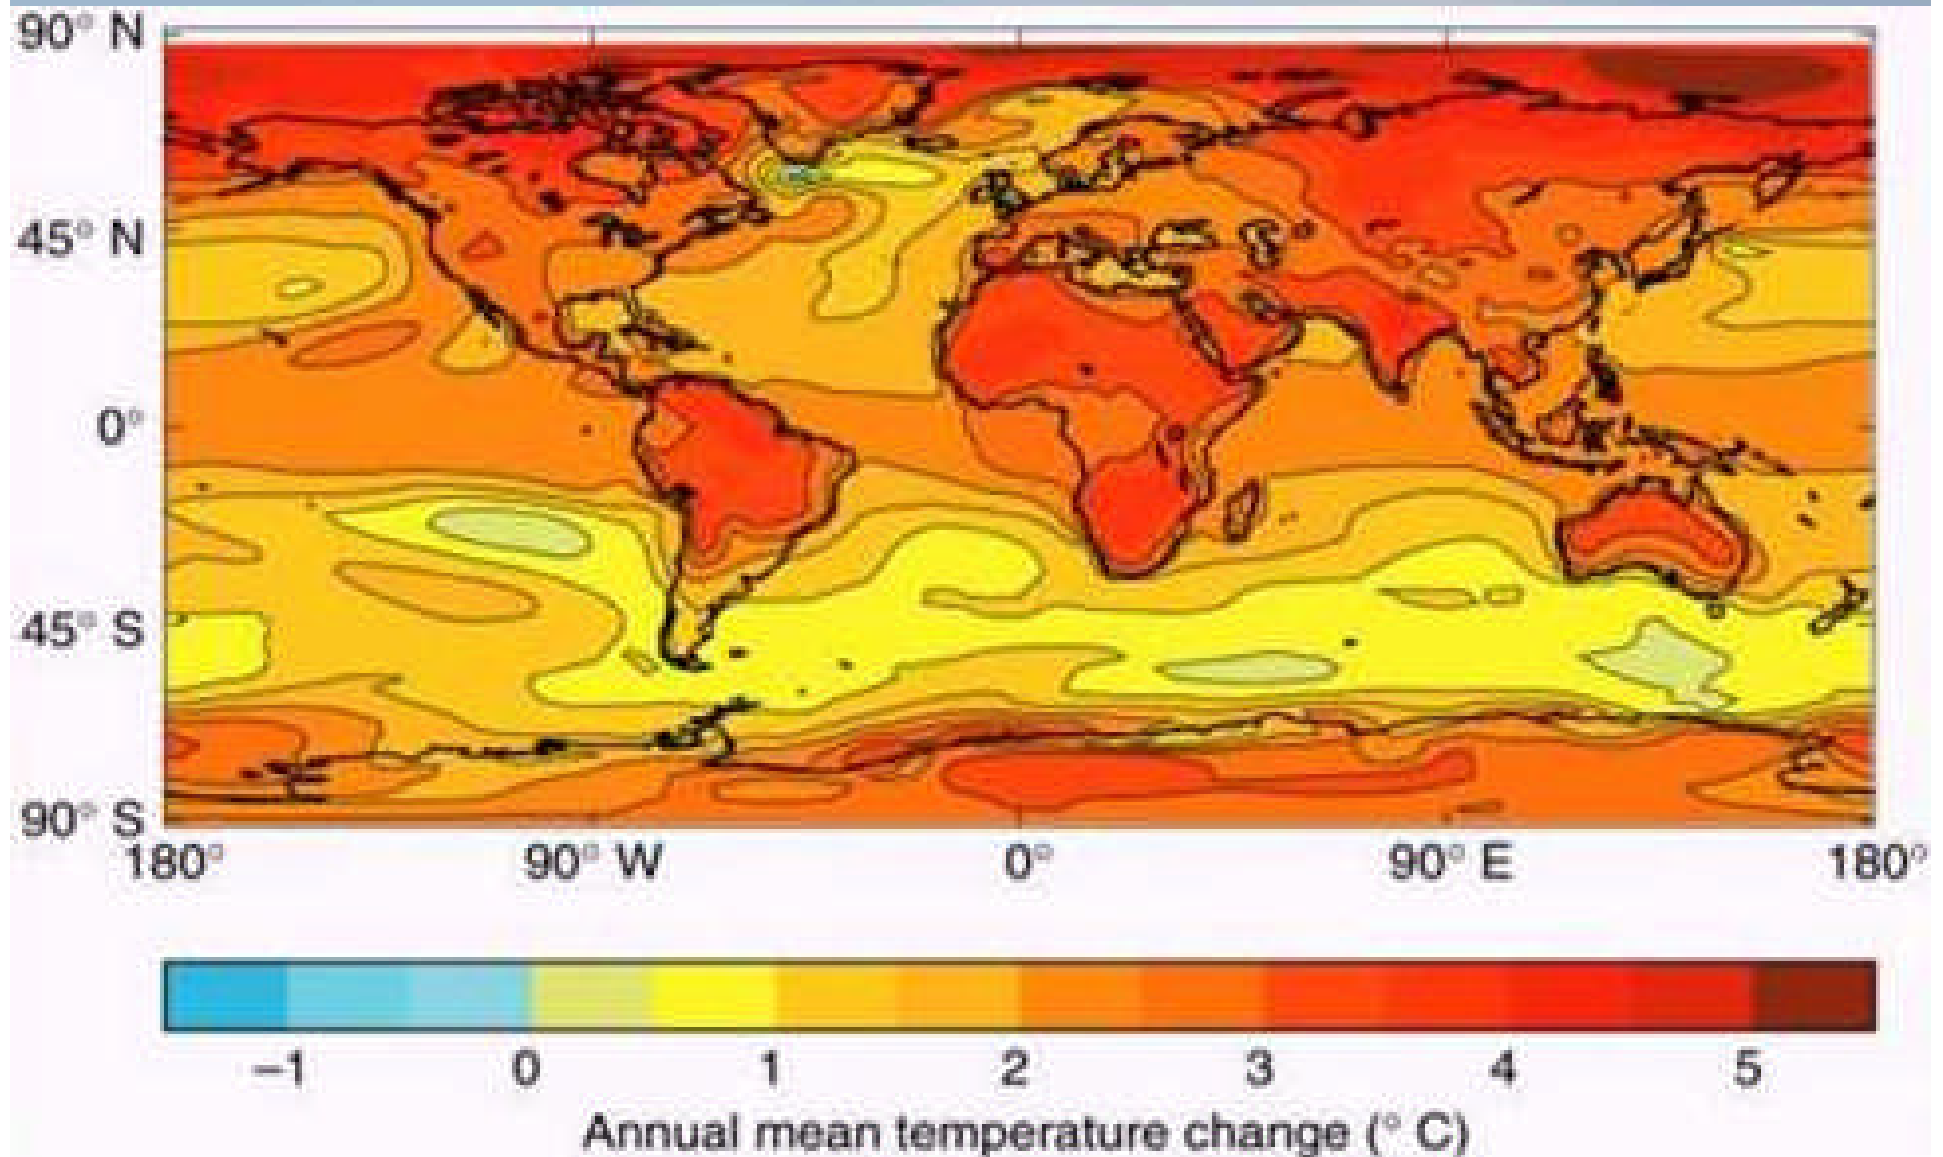 90° N
45° N
0°
45° S
90° S
180° 90° W 0° 90° E 180°
–1 0 1 2 3 4 5
Annual mean temperature change (° C)